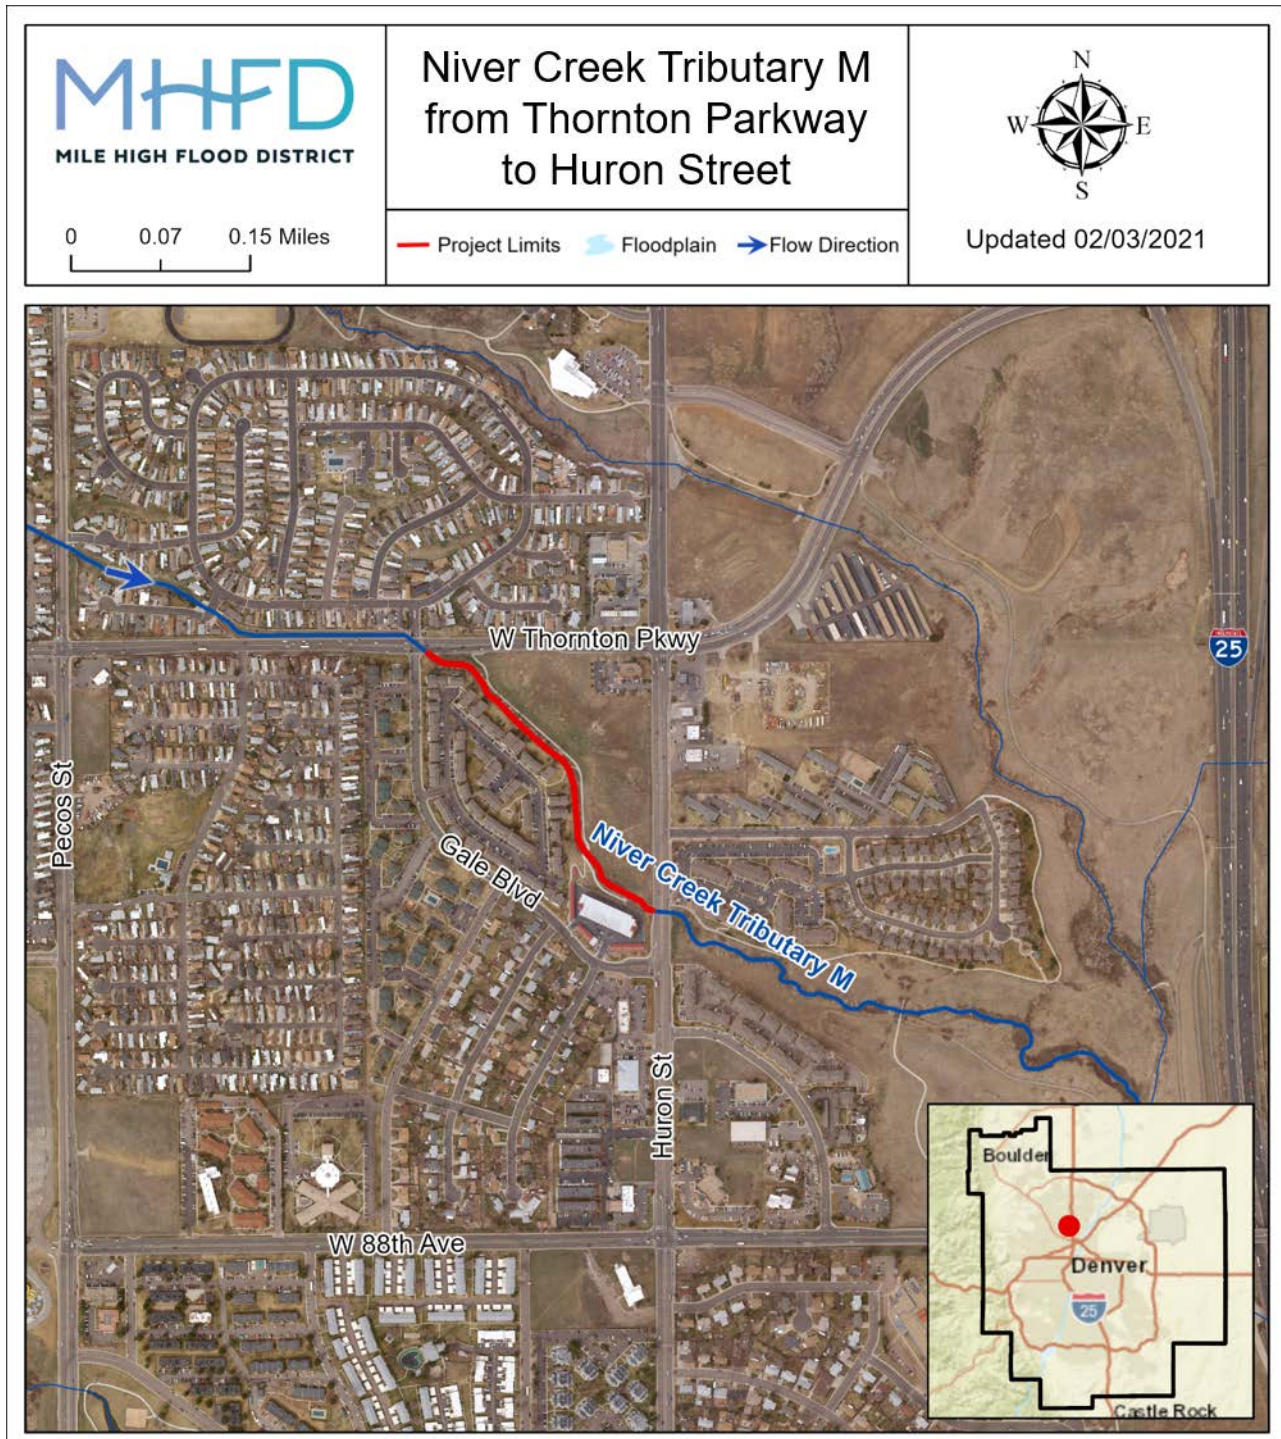 MHFD
MILE HIGH FLOOD DISTRICT
0 0.07 0.15 Miles
Niver Creek Tributary M
from Thornton Parkway
to Huron Street
Project Limits Floodplain Flow Direction
N
W E
S
Updated 02/03/2021
W Thornton Pkwy
25
Pecos St
Gale Blvd
Niver Creek Tributary M
Huron St
W 88th Ave
Boulder
Denver
25
Castle Rock